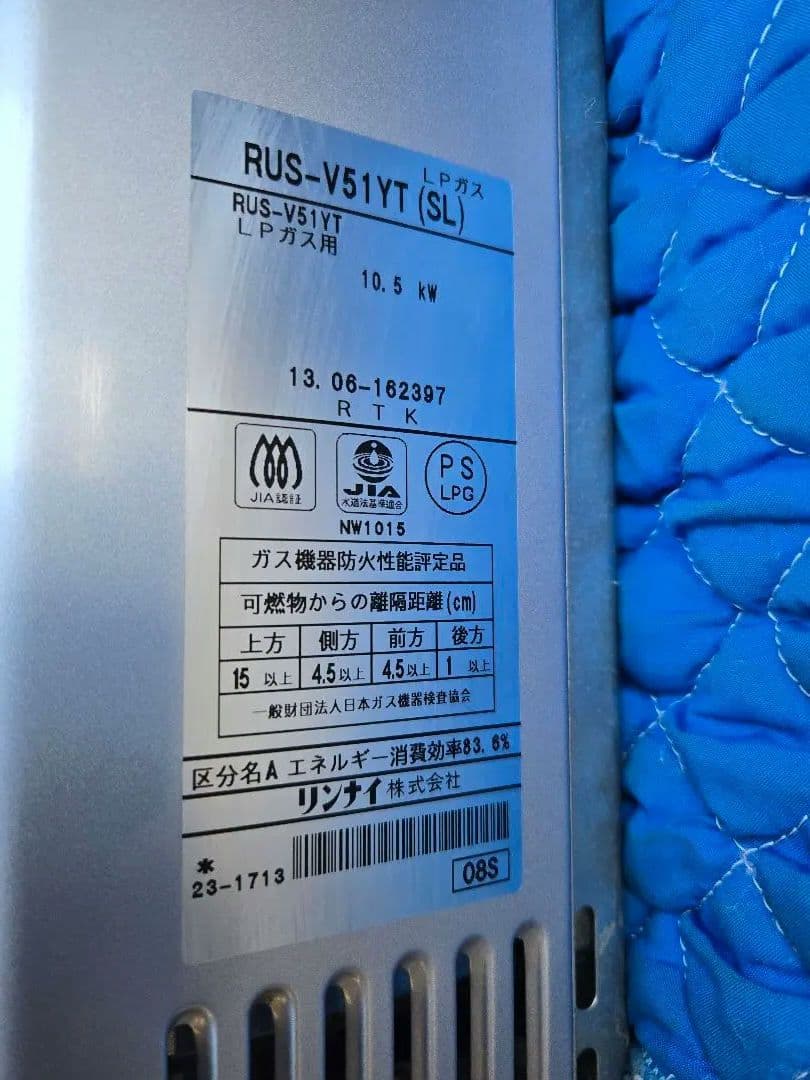 RUS-V51YT(SL) LPガス
RUS-V51YT
LPガス用
10.5 kW
13.06-162397
RTK
JIA認証
JIA
水道法基準適合
PS
LPG
NW1015
ガス機器防火性能評定品
可燃物からの離隔距離(cm)
上方 側方 前方 後方
15 以上 4.5以上 4.5以上 1 以上
一般財団法人日本ガス機器検査協会
区分名A エネルギー消費効率83.6%
リンナイ株式会社
*
23-1713
08S